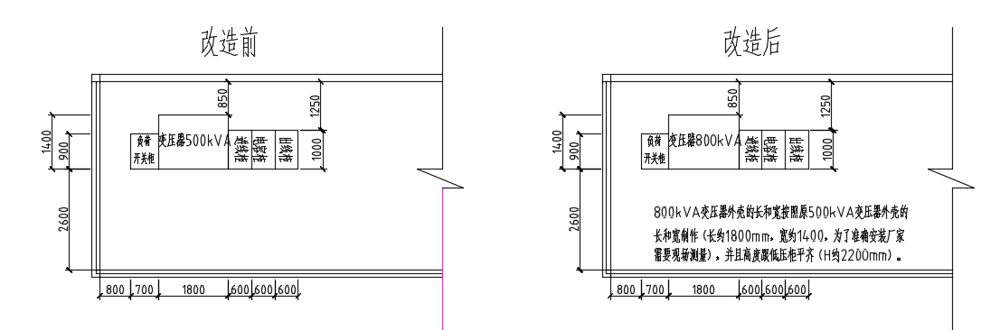 改造前
850
1250
1400
900
负荷
开关柜
变压器500kVA
进线柜
电容柜
出线柜
1000
2600
800
700
1800
600
600
600
改造后
850
1250
1400
900
负荷
开关柜
变压器800kVA
进线柜
电容柜
出线柜
1000
2600
800kVA变压器外壳的长和宽按照原500kVA变压器外壳的
长和宽制作(长约1800mm,宽约1400,为了准确安装厂家
需要现场测量),并且高度跟低压柜平齐(H约2200mm)。
800
700
1800
600
600
600